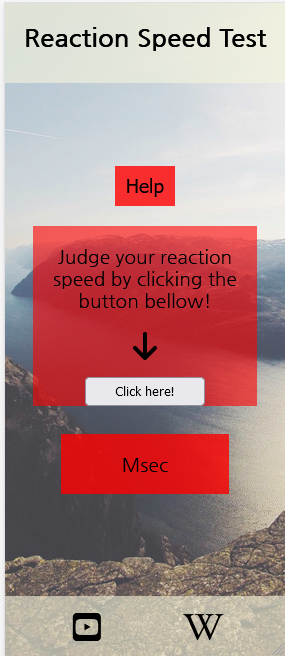 Reaction Speed Test
Help
Judge your reaction
speed by clicking the
button bellow!
Click here!
Msec
W